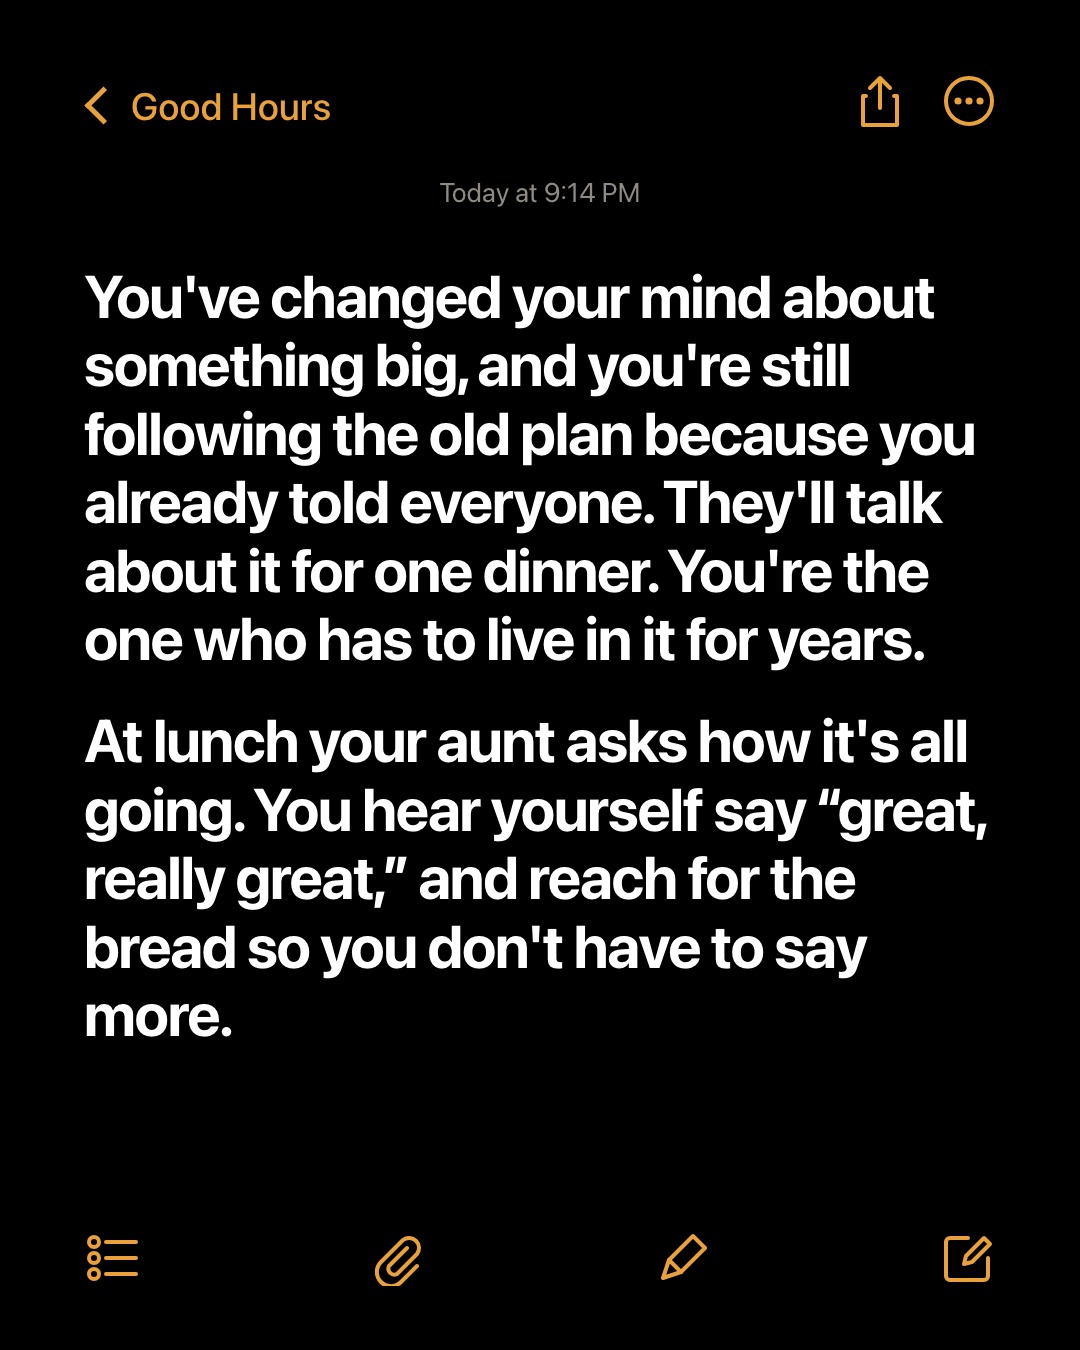 Good Hours
Today at 9:14 PM
You've changed your mind about
something big, and you're still
following the old plan because you
already told everyone. They'll talk
about it for one dinner. You're the
one who has to live in it for years.
At lunch your aunt asks how it's all
going. You hear yourself say “great,
really great,” and reach for the
bread so you don't have to say
more.